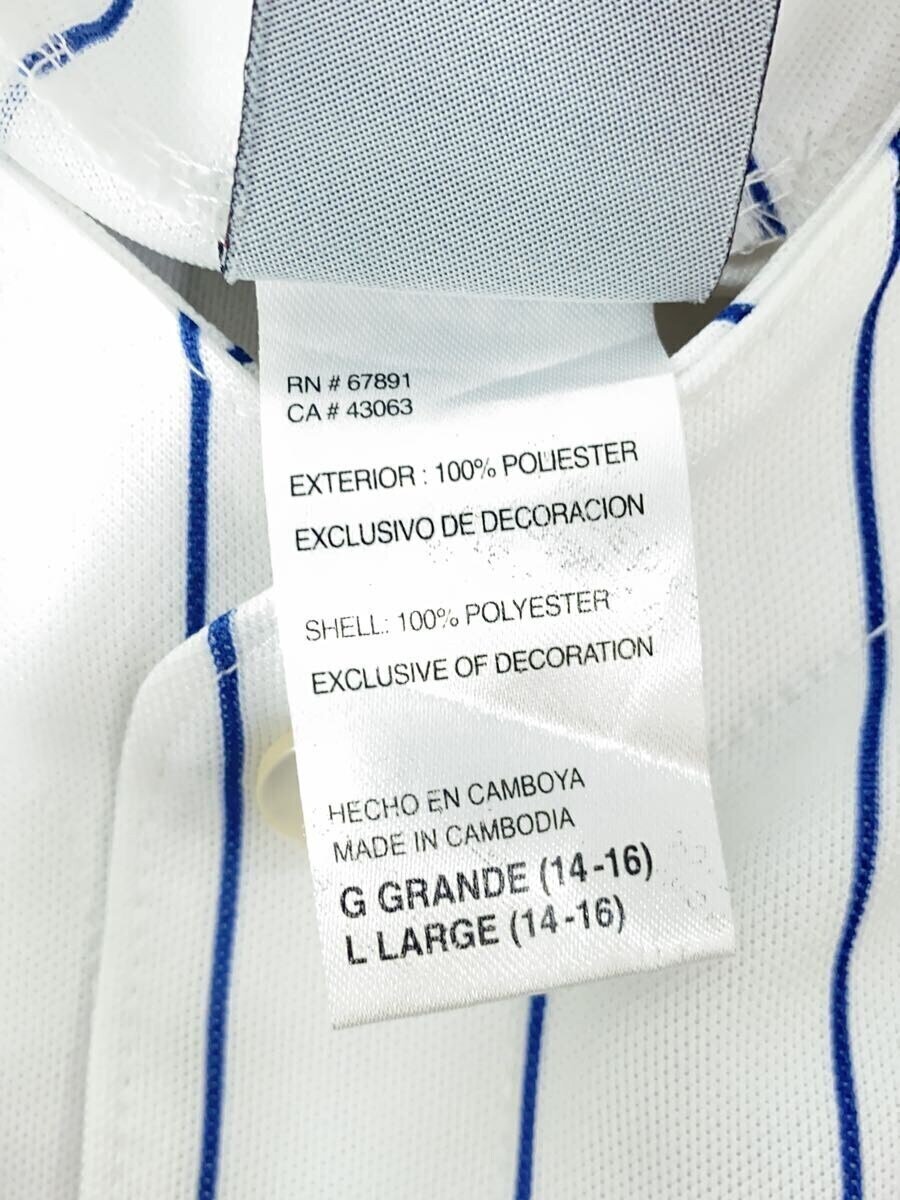 RN # 67891
CA # 43063
EXTERIOR : 100% POLIESTER
EXCLUSIVO DE DECORACION
SHELL: 100% POLYESTER
EXCLUSIVE OF DECORATION
HECHO EN CAMBOYA
MADE IN CAMBODIA
G GRANDE (14-16)
L LARGE (14-16)